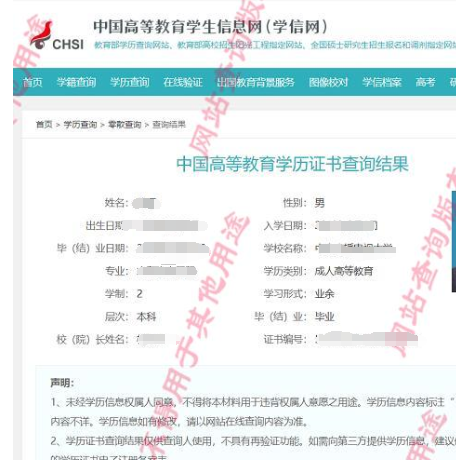 中国高等教育学生信息网（学信网）
CHSI
教育部学历查询网站、教育部高校招生阳光工程指定网站、全国硕士研究生招生报名和调剂指定网站
首页 学籍查询 学历查询 在线验证 出国教育背景服务 图像校对 学信档案 高考
首页 > 学历查询 > 零散查询 > 查询结果
中国高等教育学历证书查询结果
姓名： 性别： 男
出生日期： 入学日期：
毕（结）业日期： 学校名称：
专业： 学历类别： 成人高等教育
学制： 2 学习形式： 业余
层次： 本科 毕（结）业： 毕业
校（院）长姓名： 证书编号：
声明：
1、未经学历信息权属人同意，不得将本材料用于违背权属人意愿之用途。学历信息内容标注“
内容不详。学历信息如有修改，请以网站在线查询内容为准。
2、学历证书查询结果仅供查询人使用，不具有再验证功能。如需向第三方提供学历信息，建议
网站查询版
不得用于其他用途
网站查询版